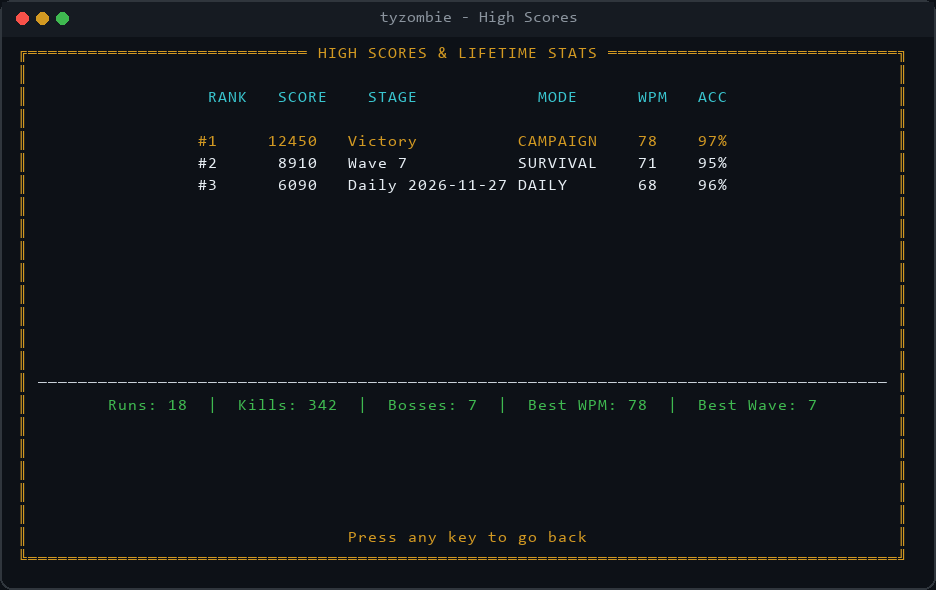 tyzombie - High Scores
HIGH SCORES & LIFETIME STATS
RANK SCORE STAGE MODE WPM ACC
#1 12450 Victory CAMPAIGN 78 97%
#2 8910 Wave 7 SURVIVAL 71 95%
#3 6090 Daily 2026-11-27 DAILY 68 96%
Runs: 18 │ Kills: 342 │ Bosses: 7 │ Best WPM: 78 │ Best Wave: 7
Press any key to go back